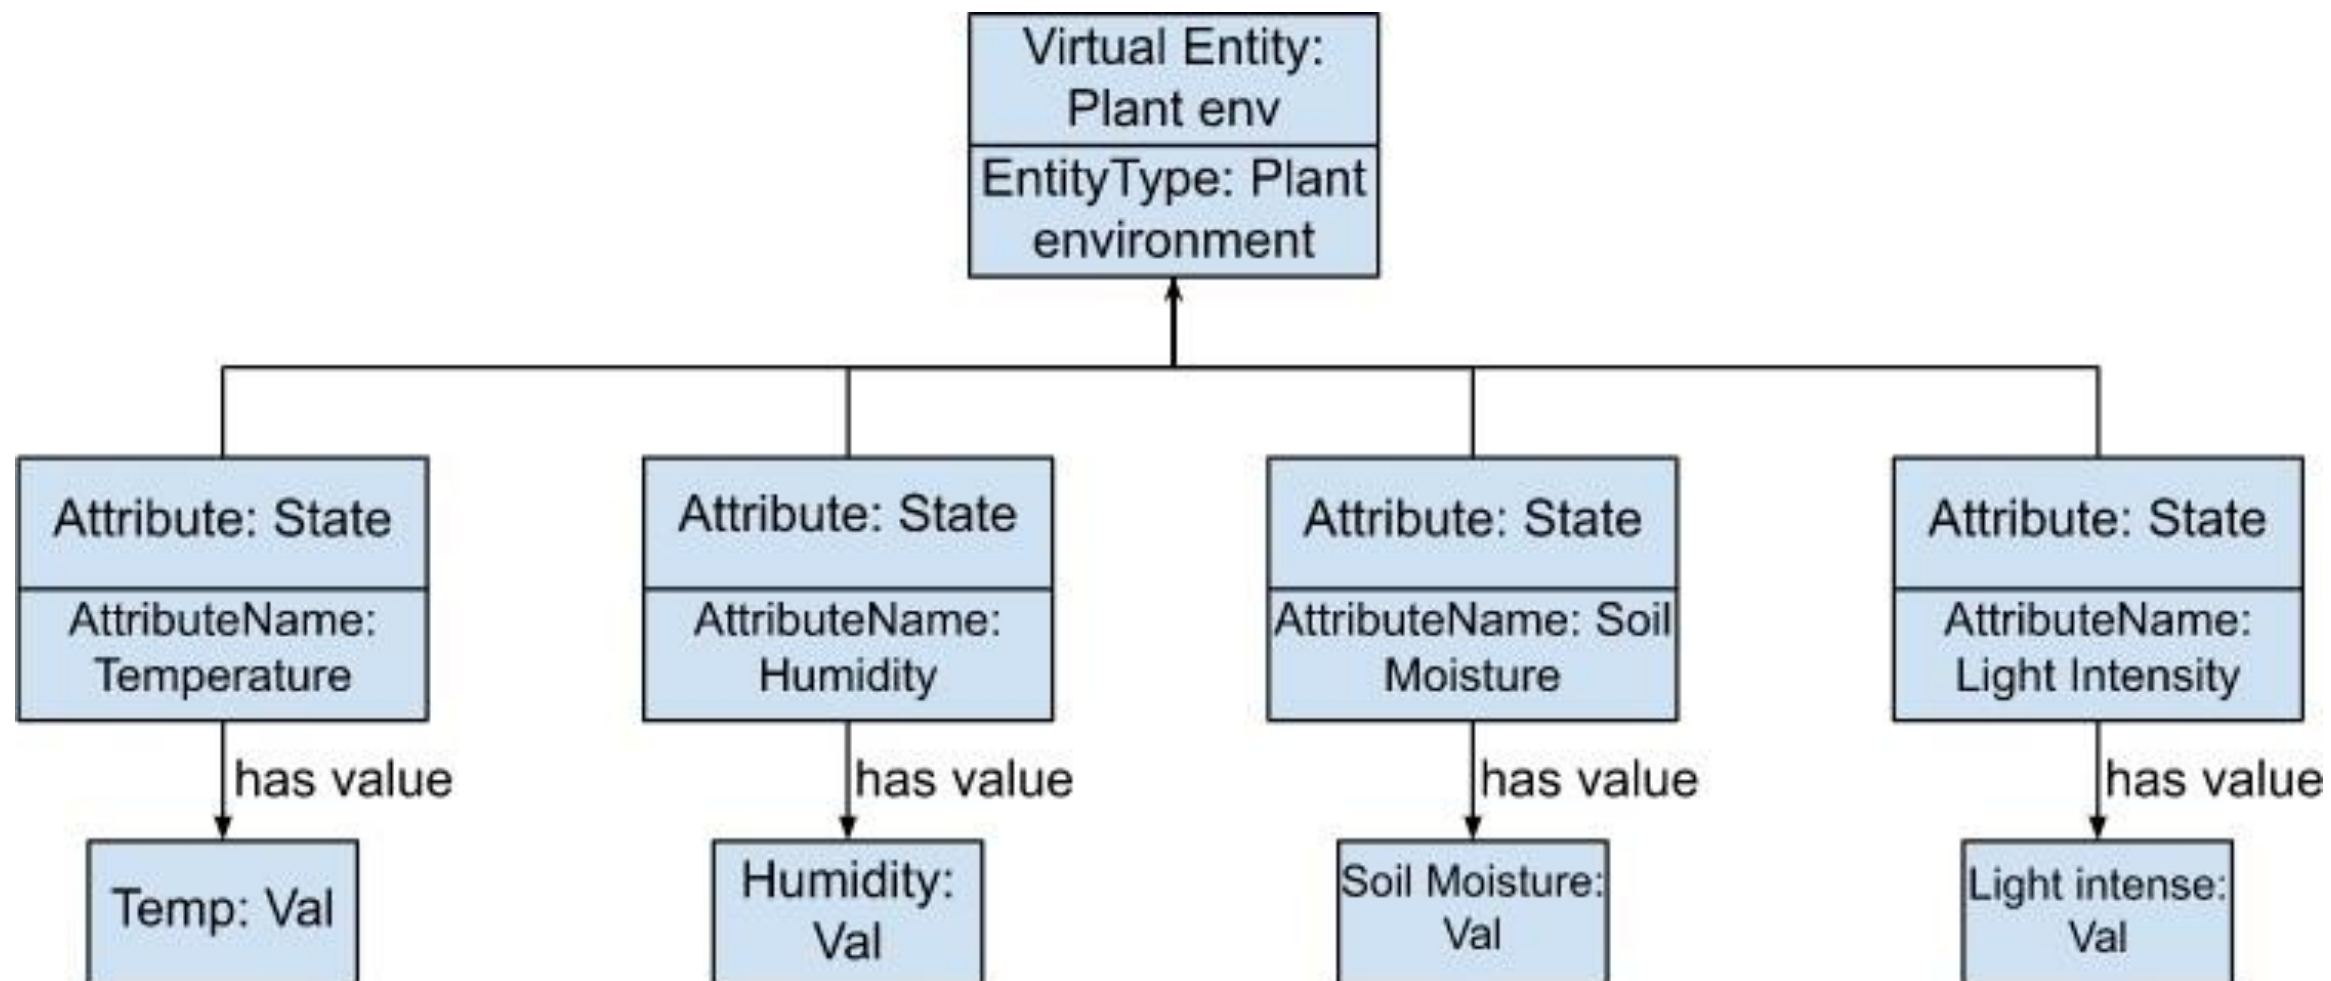 Virtual Entity:
Plant env
EntityType: Plant
environment
Attribute: State
AttributeName:
Temperature
has value
Temp: Val
Attribute: State
AttributeName:
Humidity
has value
Humidity:
Val
Attribute: State
AttributeName: Soil
Moisture
has value
Soil Moisture:
Val
Attribute: State
AttributeName:
Light Intensity
has value
Light intense:
Val